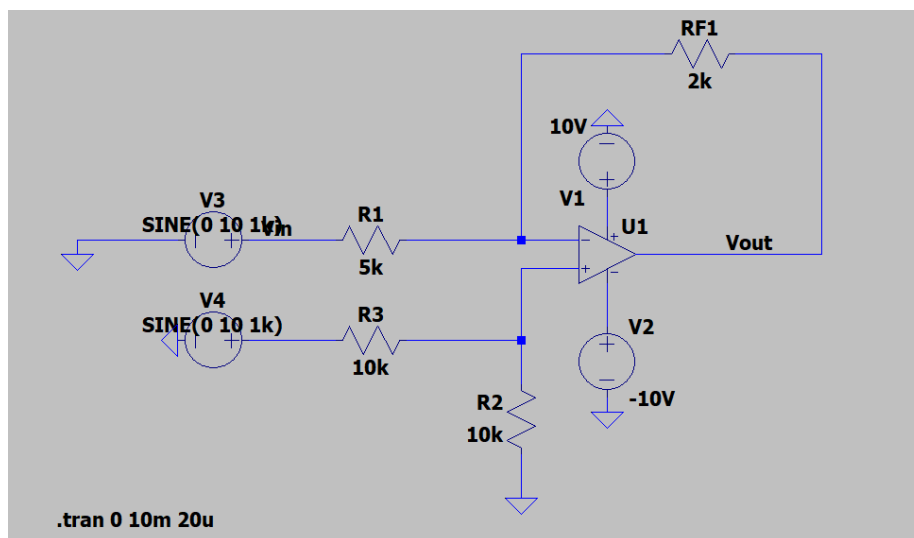 RF1
2k
10V
V1
V3
SINE(0 10 1k)
Vin
R1
5k
U1
Vout
V4
SINE(0 10 1k)
R3
10k
V2
-10V
R2
10k
.tran 0 10m 20u